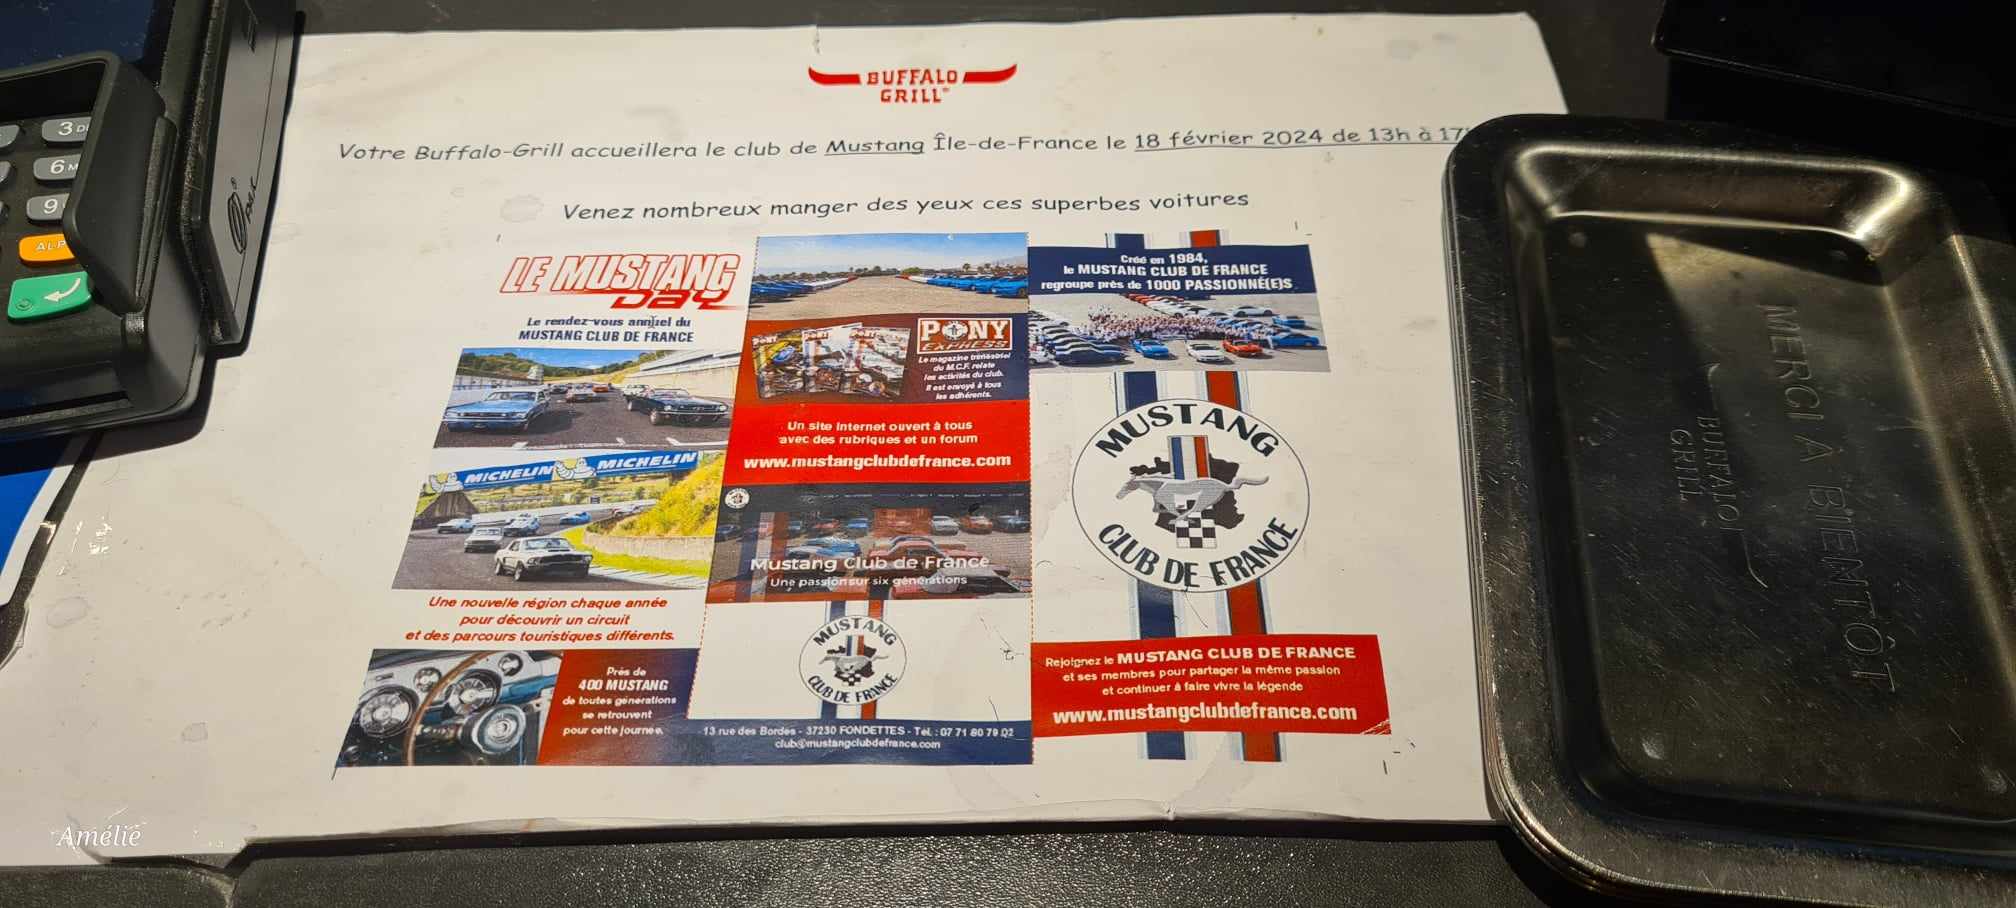 BUFFALO
GRILL
Votre Buffalo-Grill accueillera le club de Mustang Île-de-France le 18 février 2024 de 13h à 17
Venez nombreux manger des yeux ces superbes voitures
LE MUSTANG
DAY
Le rendez-vous annuel du
MUSTANG CLUB DE FRANCE
MICHELIN
MICHELIN
Une nouvelle région chaque année
pour découvrir un circuit
et des parcours touristiques différents.
Près de
400 MUSTANG
de toutes générations
se retrouvent
pour cette journée.
PONY
PONY
EXPRESS
Le magazine trimestriel
du M.C.F. relate
les activités du club.
Il est envoyé à tous
les adhérents.
Un site Internet ouvert à tous
avec des rubriques et un forum
www.mustangclubdefrance.com
Mustang Club de France
Une passion sur six générations
MUSTANG
CLUB DE FRANCE
13 rue des Bordes - 37230 FONDETTES - Tél. : 07 71 80 79 02
club@mustangclubdefrance.com
Créé en 1984,
le MUSTANG CLUB DE FRANCE
regroupe près de 1000 PASSIONNÉ(E)S
MUSTANG
CLUB DE FRANCE
Rejoignez le MUSTANG CLUB DE FRANCE
et ses membres pour partager la même passion
et continuer à faire vivre la légende
www.mustangclubdefrance.com
MERCI À BIENTÔT
BUFFALO
GRILL
3
6
9
Amélie